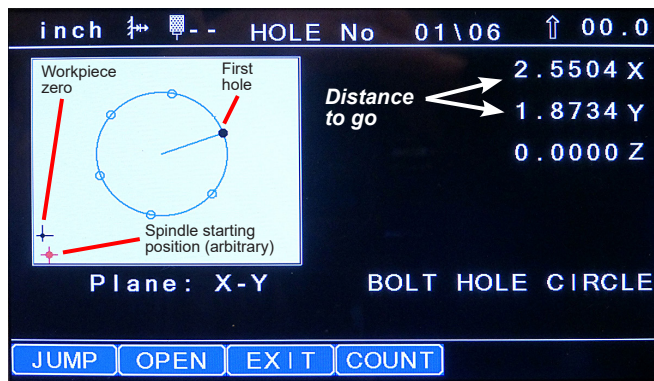 inch -- HOLE No 01\06 ⇧ 00.0
Workpiece
zero
First
hole
Distance
to go
2.5504 X
1.8734 Y
0.0000 Z
Spindle starting
position (arbitrary)
Plane: X-Y
BOLT HOLE CIRCLE
JUMP OPEN EXIT COUNT